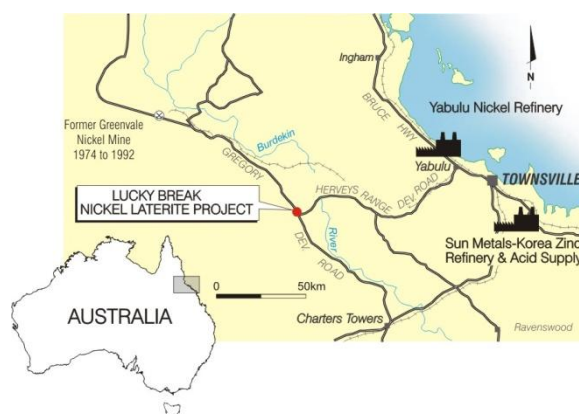 Ingham
N
Yabulu Nickel Refinery
BRUCE HWY
Former Greenvale
Nickel Mine
1974 to 1992
Burdekin
GREGORY
Yabulu
TOWNSVILLE
LUCKY BREAK
NICKEL LATERITE PROJECT
HERVEYS RANGE DEV. ROAD
River
DEV. ROAD
Sun Metals-Korea Zinc
Refinery & Acid Supply
0 50km
AUSTRALIA
Charters Towers
Ravenswood